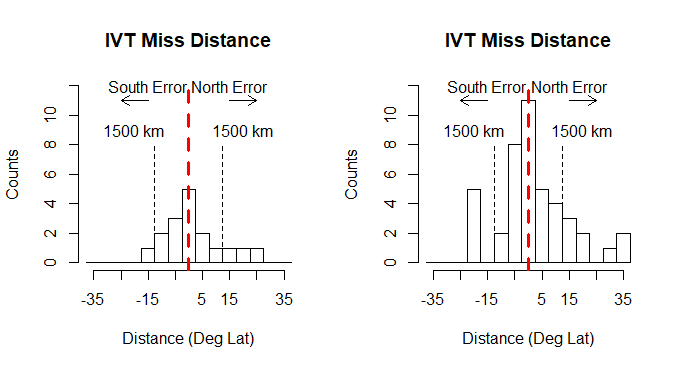 IVT Miss Distance
South Error North Error
1500 km 1500 km
Counts
0 2 4 6 8 10
-35 -15 5 15 35
Distance (Deg Lat)
IVT Miss Distance
South Error North Error
1500 km 1500 km
Counts
0 2 4 6 8 10
-35 -15 5 15 35
Distance (Deg Lat)